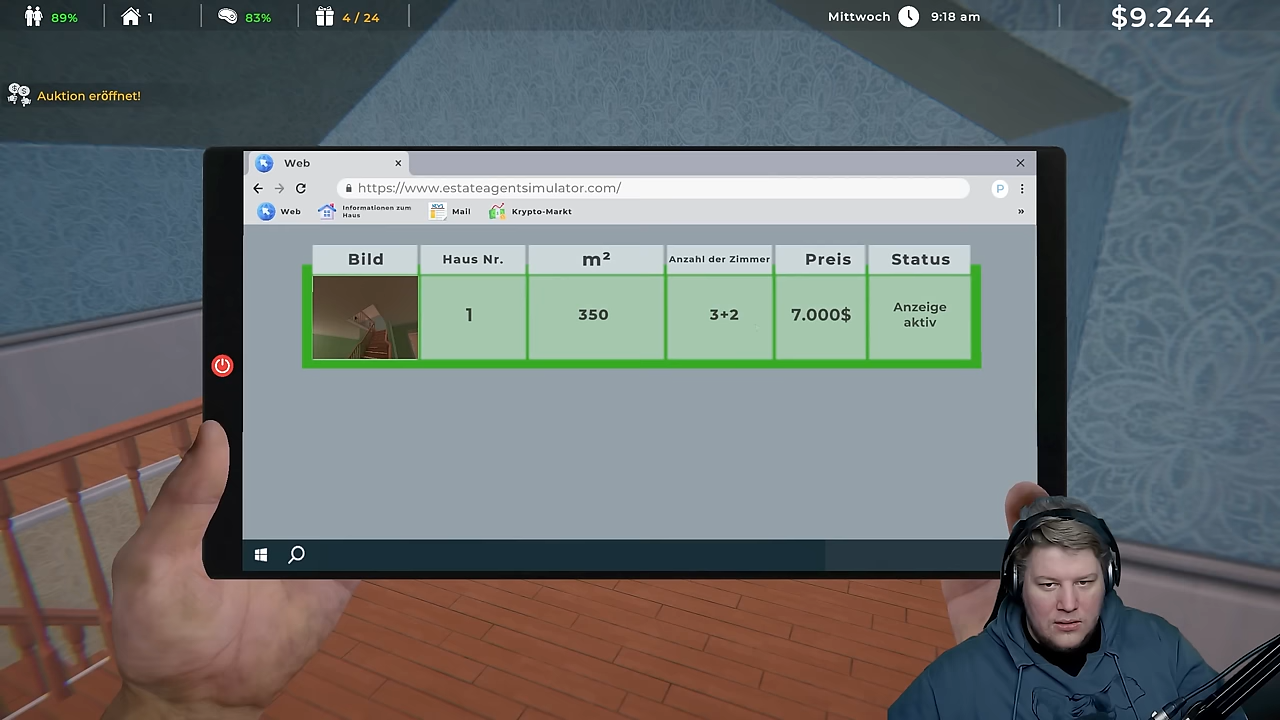 89%
1
83%
4 / 24
Mittwoch 9:18 am
$9.244
Auktion eröffnet!
Web
https://www.estateagentsimulator.com/
P
Web
Informationen zum
Haus
NEWS
Mail
Krypto-Markt
Bild Haus Nr. m² Anzahl der Zimmer Preis Status
1 350 3+2 7.000$ Anzeige
aktiv